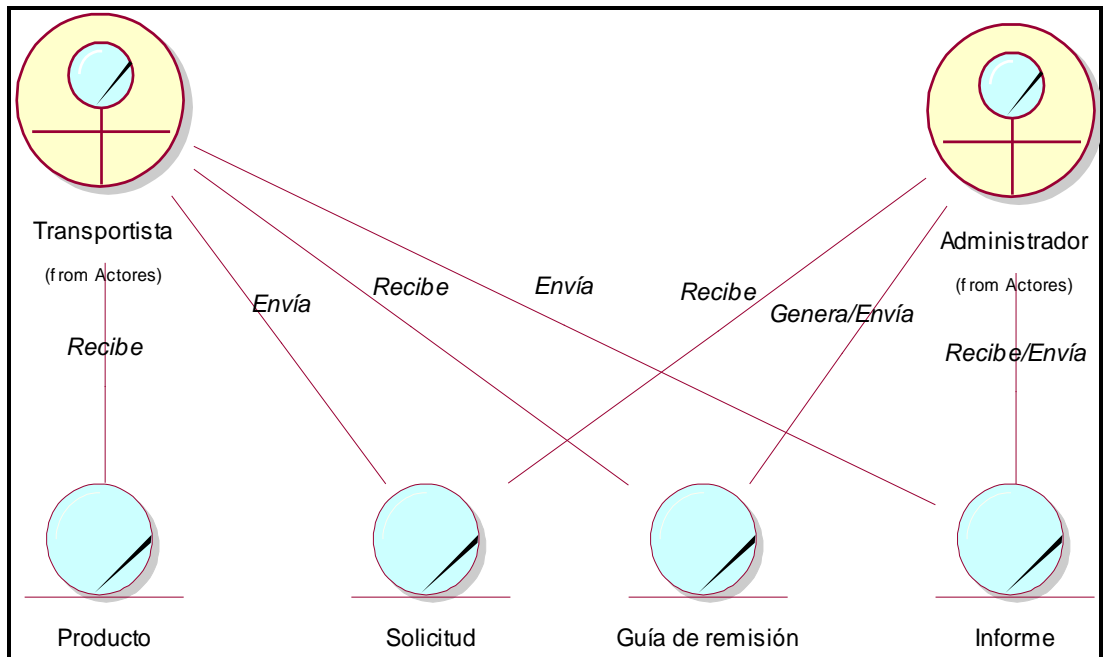 Transportista
(from Actores)
Administrador
(from Actores)
Envía
Recibe
Envía
Recibe
Genera/Envía
Recibe
Recibe/Envía
Producto
Solicitud
Guía de remisión
Informe